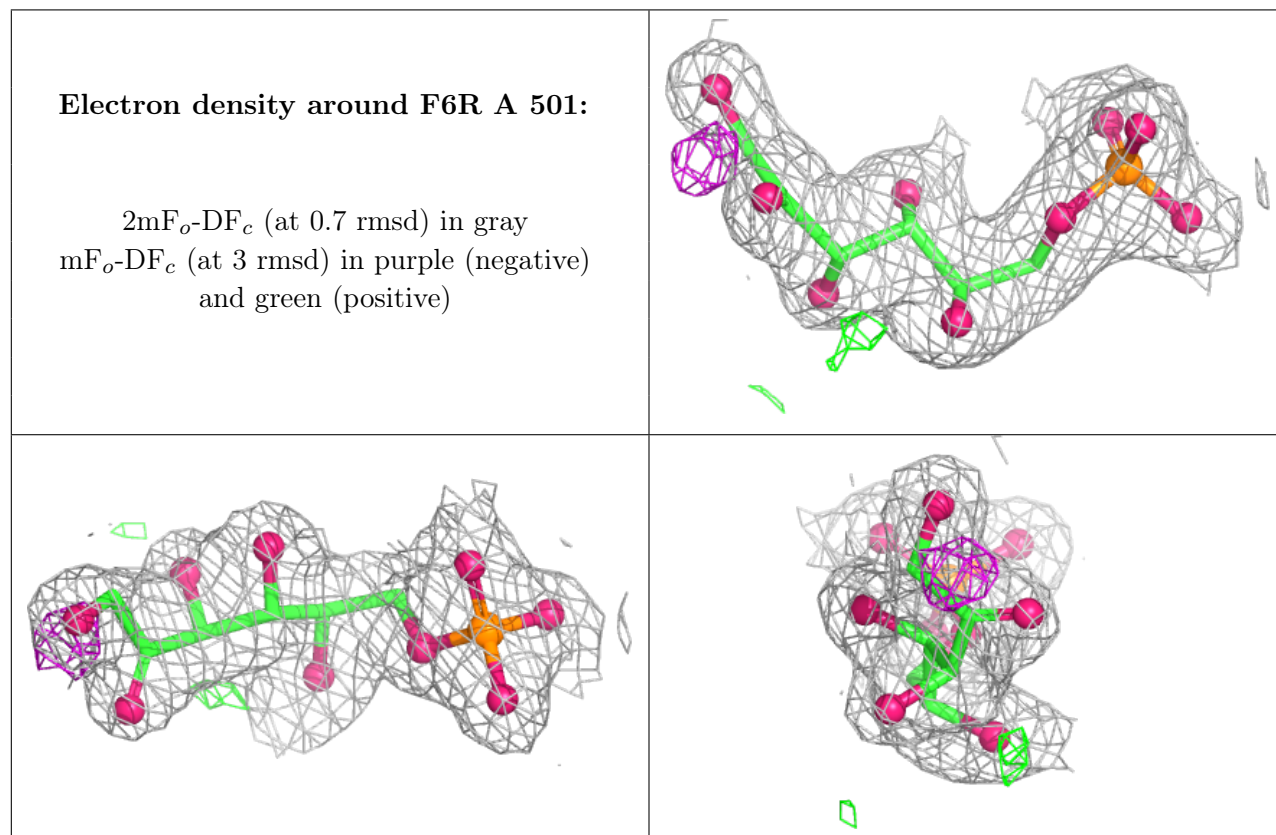 Electron density around F6R A 501:
2mFₒ-DF𝒸 (at 0.7 rmsd) in gray
mFₒ-DF𝒸 (at 3 rmsd) in purple (negative)
and green (positive)